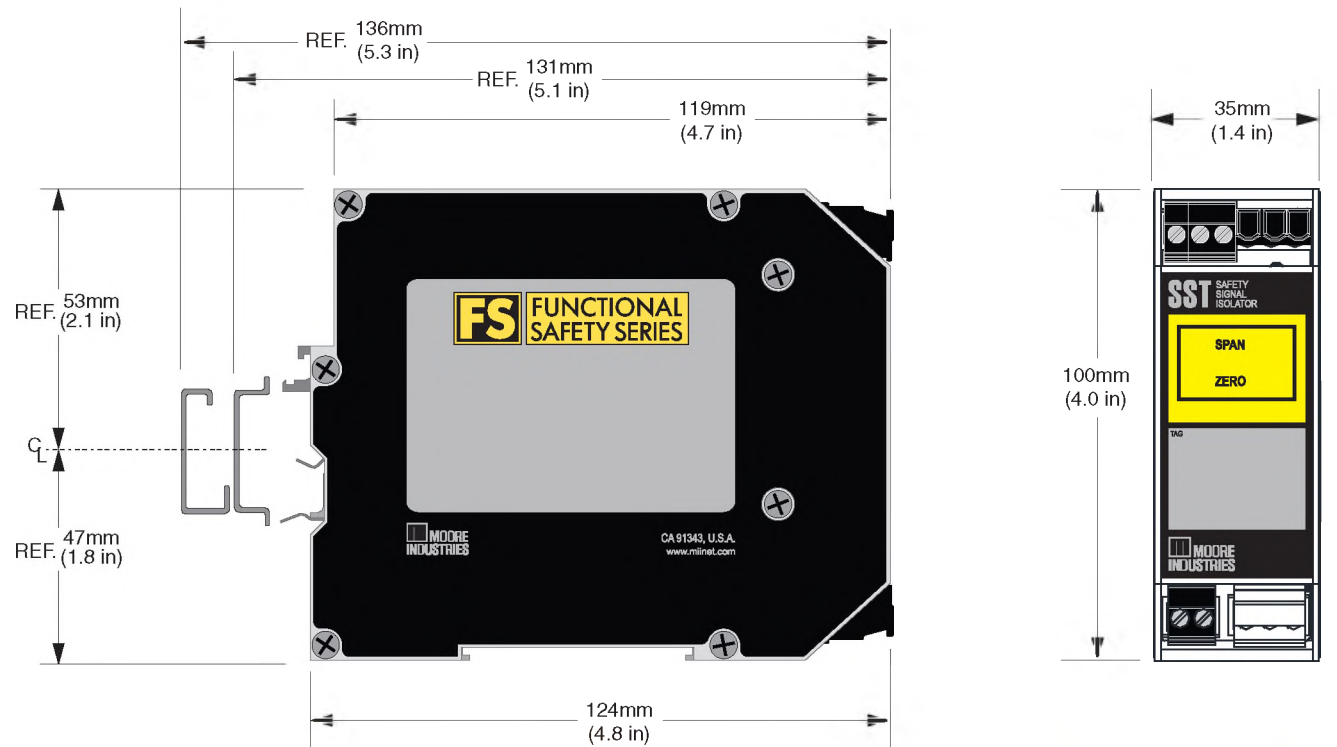 REF. 136mm
(5.3 in)
REF. 131mm
(5.1 in)
119mm
(4.7 in)
35mm
(1.4 in)
REF. 53mm
(2.1 in)
FS FUNCTIONAL
SAFETY SERIES
SST SAFETY
SIGNAL
ISOLATOR
SPAN
ZERO
100mm
(4.0 in)
CL
TAG
REF. 47mm
(1.8 in)
MOORE
INDUSTRIES
CA 91343, U.S.A.
www.miinet.com
MOORE
INDUSTRIES
124mm
(4.8 in)